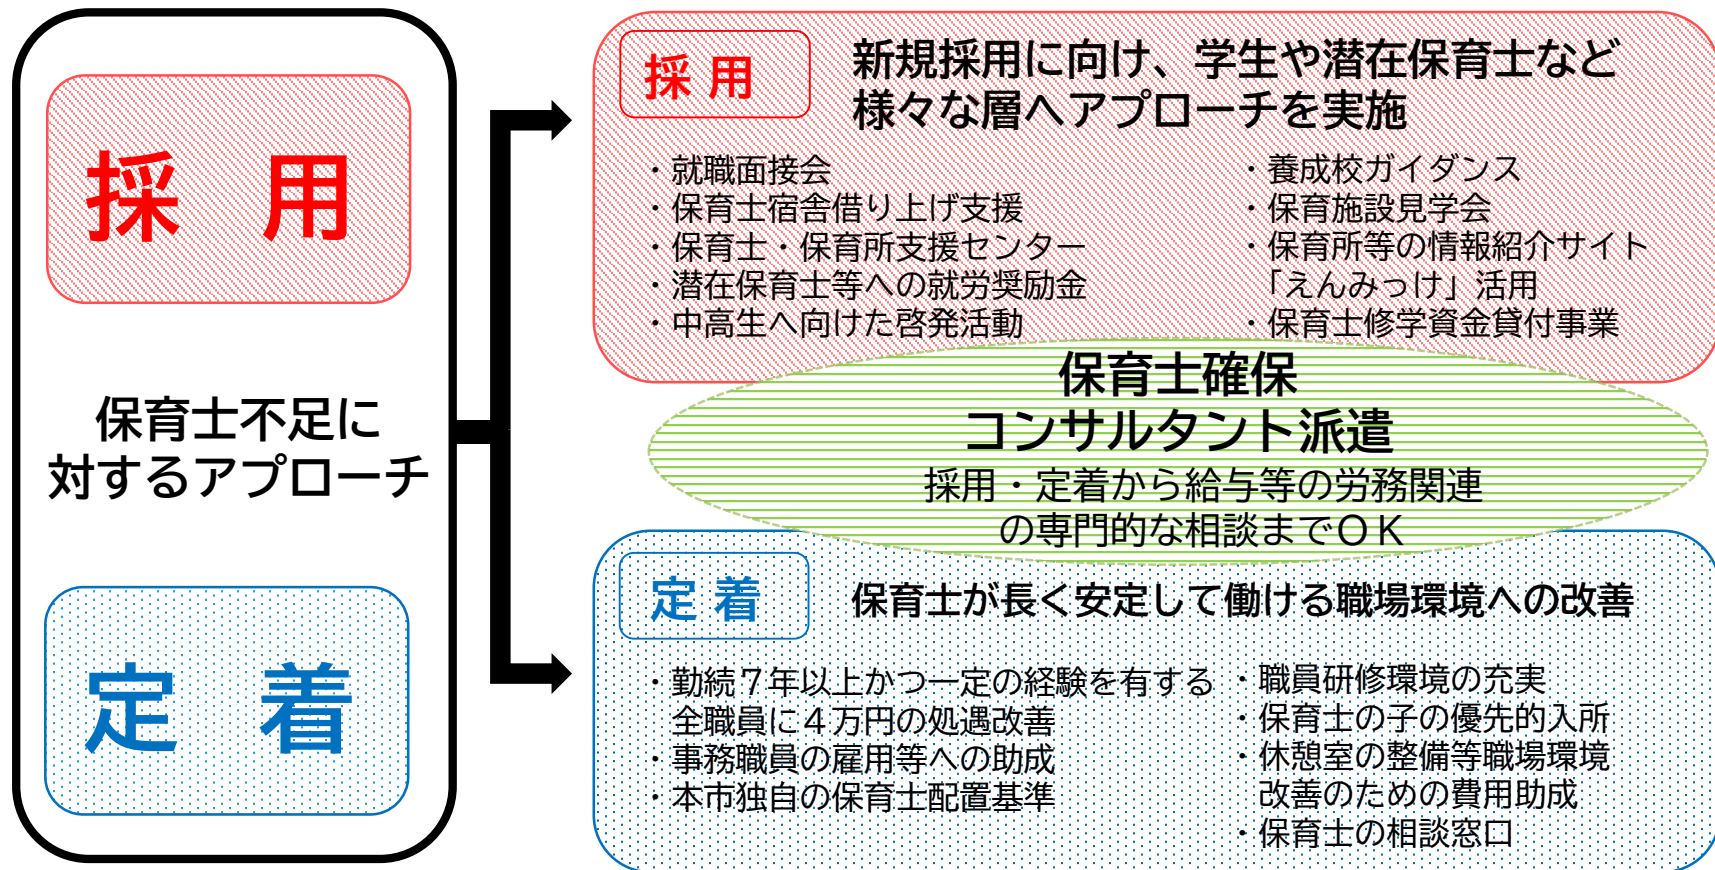 採 用
保育士不足に
対するアプローチ
定 着
採 用
新規採用に向け、学生や潜在保育士など
様々な層へアプローチを実施
・就職面接会
・保育士宿舎借り上げ支援
・保育士・保育所支援センター
・潜在保育士等への就労奨励金
・中高生へ向けた啓発活動
・養成校ガイダンス
・保育施設見学会
・保育所等の情報紹介サイト
「えんみっけ」活用
・保育士修学資金貸付事業
保育士確保
コンサルタント派遣
採用・定着から給与等の労務関連
の専門的な相談までＯＫ
定 着
保育士が長く安定して働ける職場環境への改善
・勤続７年以上かつ一定の経験を有する
全職員に４万円の処遇改善
・事務職員の雇用等への助成
・本市独自の保育士配置基準
・職員研修環境の充実
・保育士の子の優先的入所
・休憩室の整備等職場環境
改善のための費用助成
・保育士の相談窓口